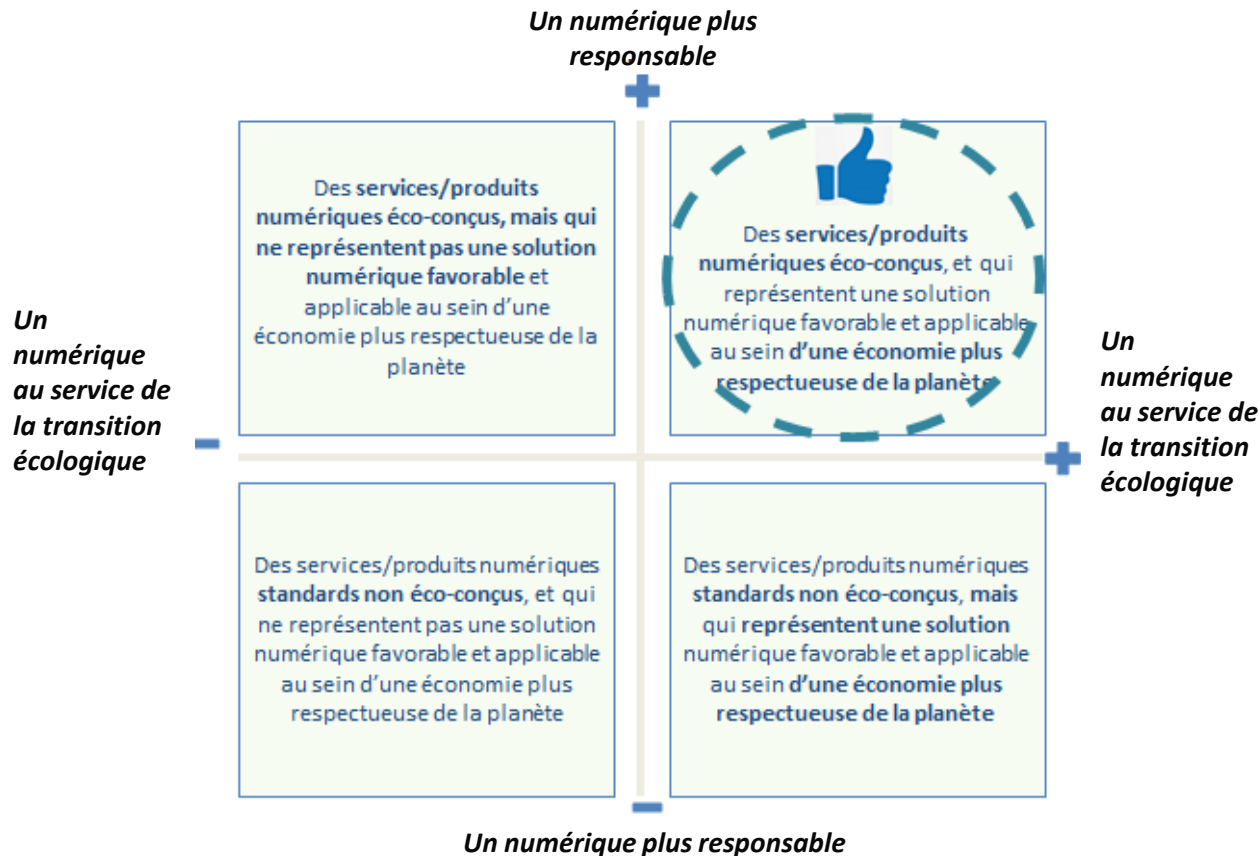 Un numérique plus
responsable
Des services/produits
numériques éco-conçus, mais qui
ne représentent pas une solution
numérique favorable et
applicable au sein d'une
économie plus respectueuse de la
planète
Des services/produits
numériques éco-conçus, et qui
représentent une solution
numérique favorable et applicable
au sein d'une économie plus
respectueuse de la planète
Un
numérique
au service de
la transition
écologique
Un
numérique
au service de
la transition
écologique
Des services/produits numériques
standards non éco-conçus, et qui
ne représentent pas une solution
numérique favorable et applicable
au sein d'une économie plus
respectueuse de la planète
Des services/produits numériques
standards non éco-conçus, mais
qui représentent une solution
numérique favorable et applicable
au sein d'une économie plus
respectueuse de la planète
Un numérique plus responsable